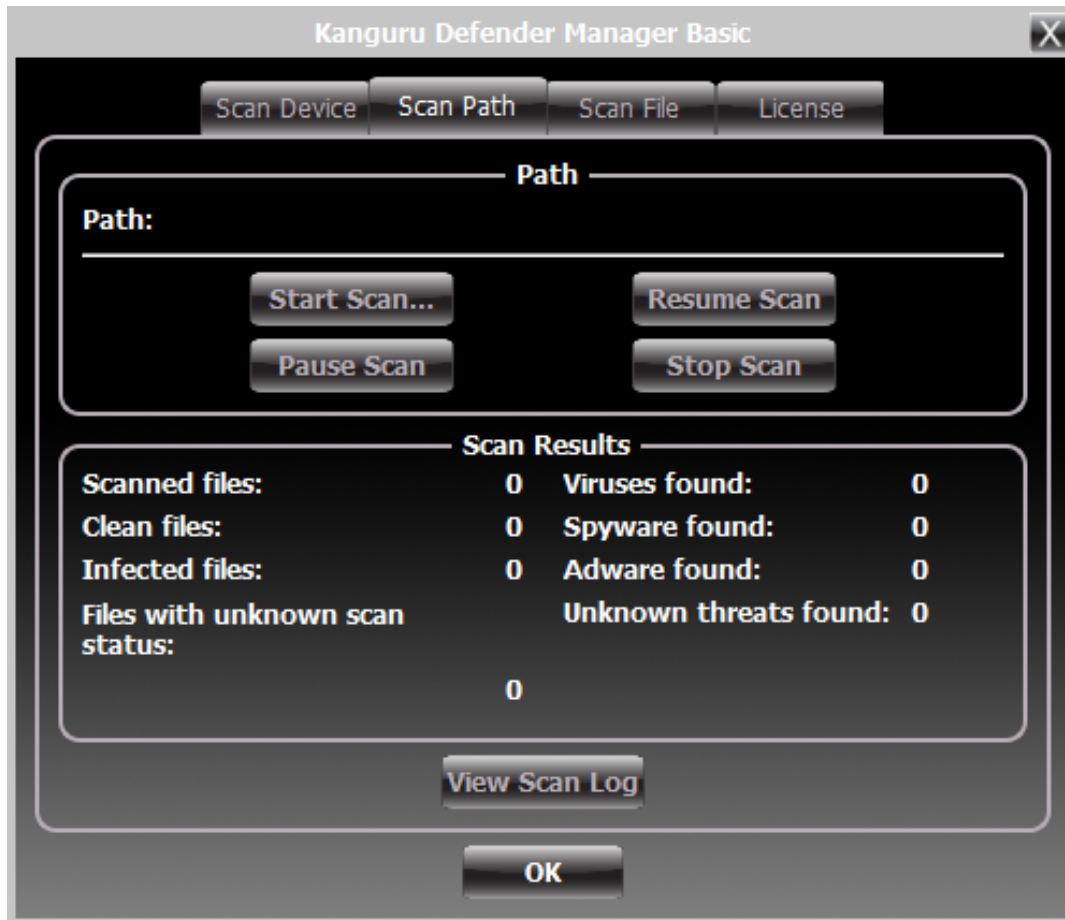 Kanguru Defender Manager Basic
X
Scan Device
Scan Path
Scan File
License
Path
Path:
Start Scan...
Resume Scan
Pause Scan
Stop Scan
Scan Results
Scanned files: 0
Viruses found: 0
Clean files: 0
Spyware found: 0
Infected files: 0
Adware found: 0
Files with unknown scan
status:
0
Unknown threats found: 0
View Scan Log
OK